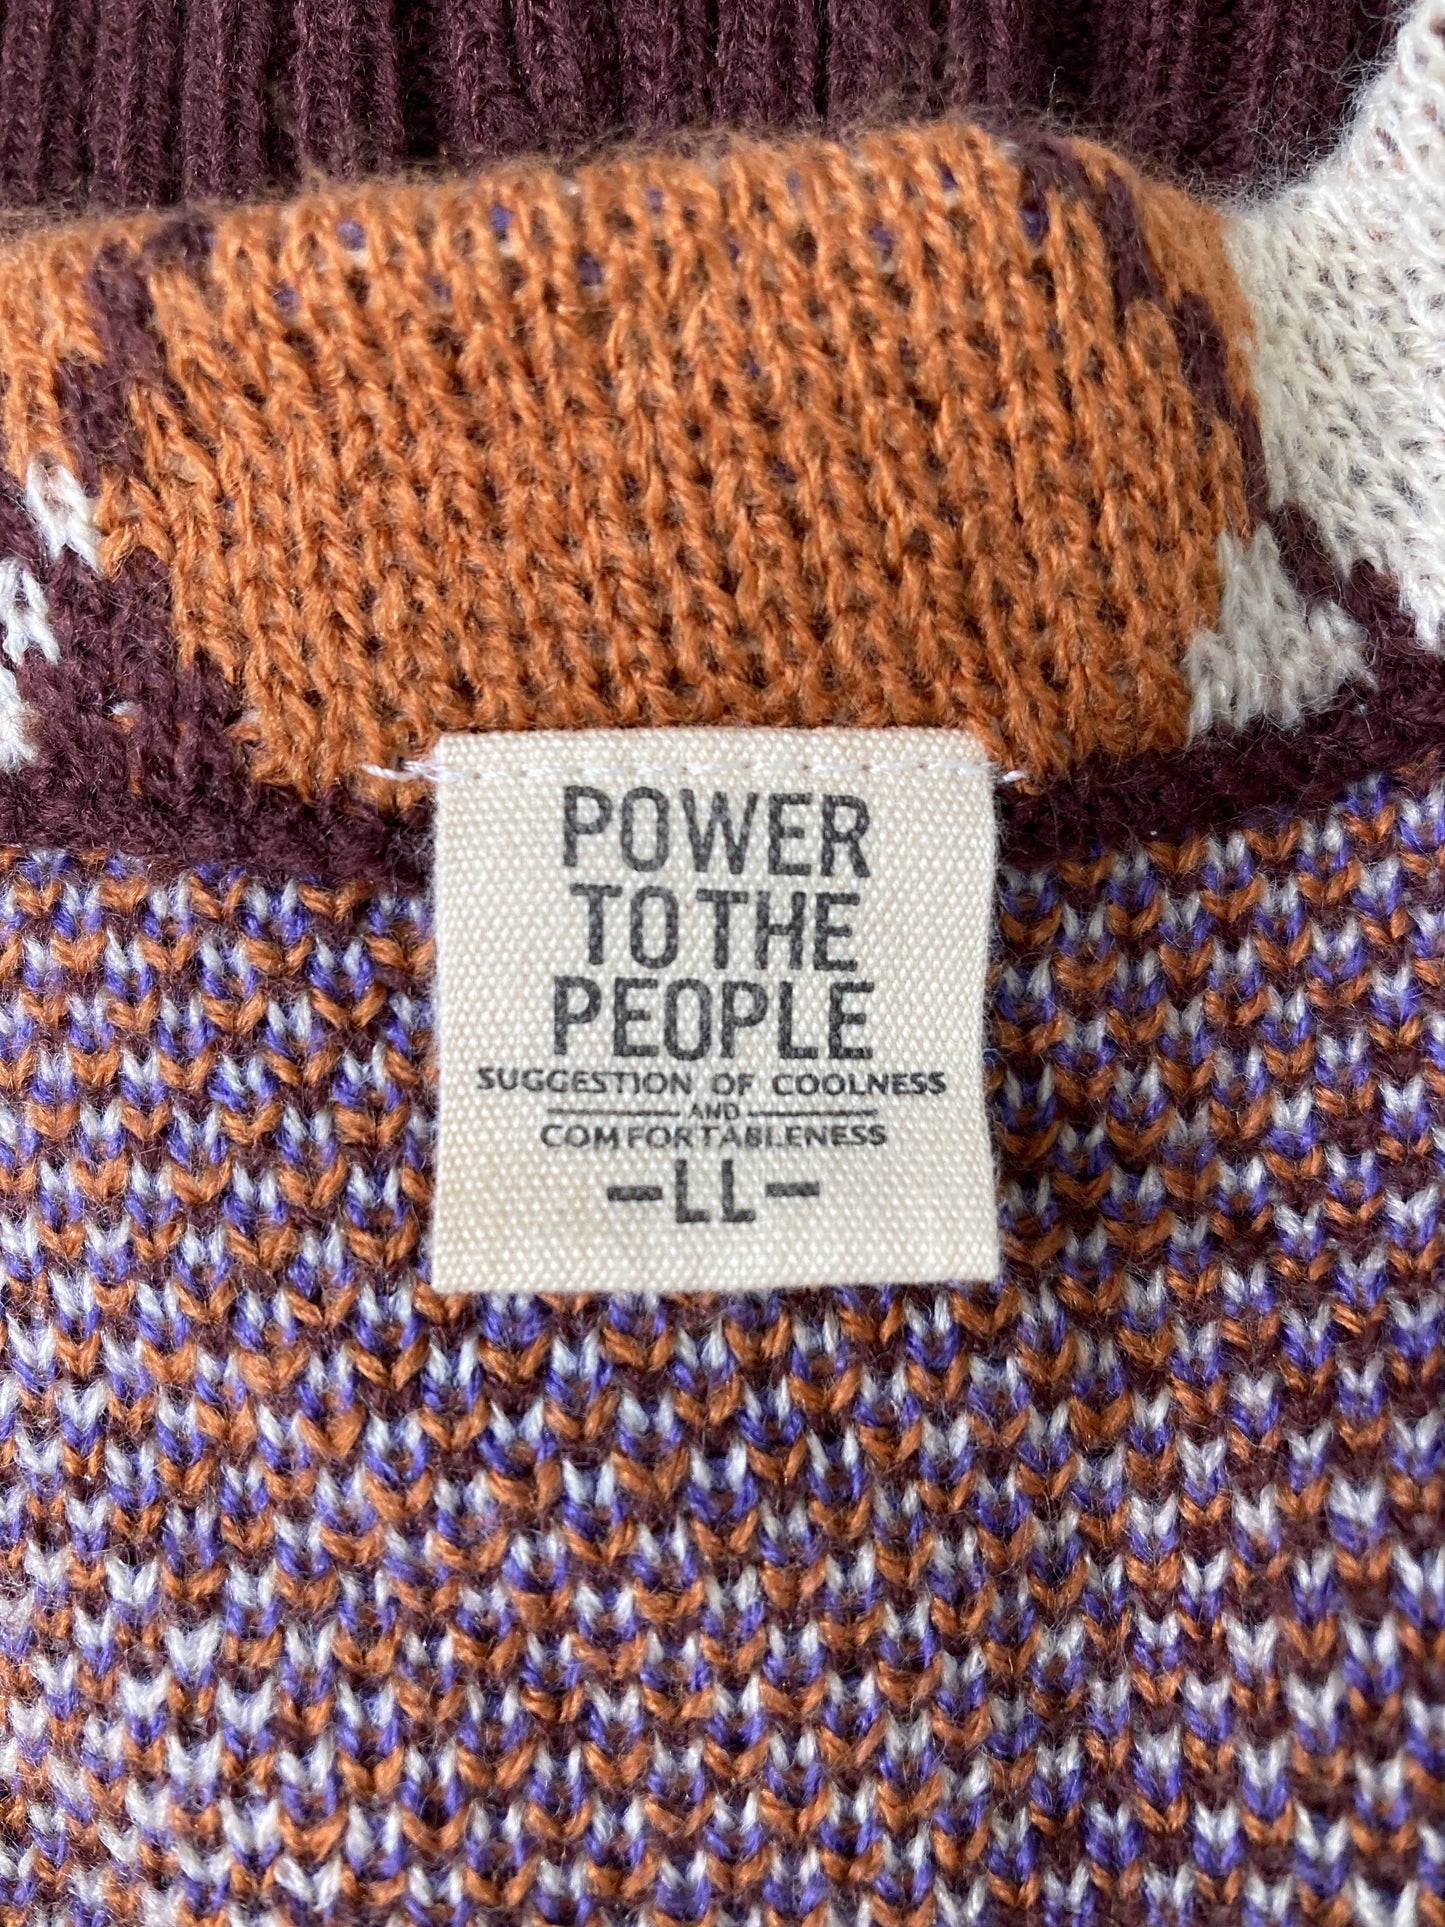 POWER
TO THE
PEOPLE
SUGGESTION OF COOLNESS
AND
COMFORTABLENESS
-LL-